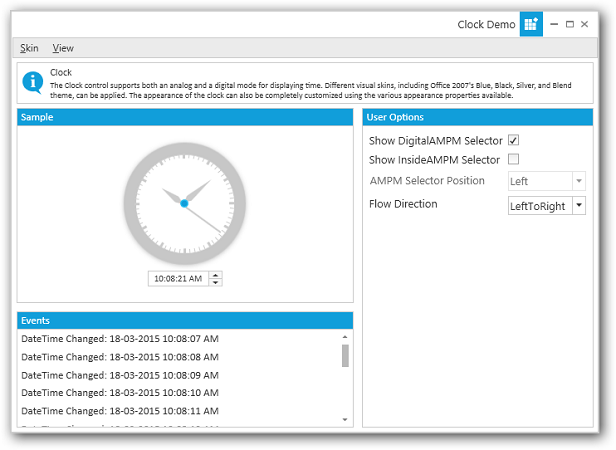 Clock Demo
Skin View
Clock
The Clock control supports both an analog and a digital mode for displaying time. Different visual skins, including Office 2007's Blue, Black, Silver, and Blend
theme, can be applied. The appearance of the clock can also be completely customized using the various appearance properties available.
Sample
10:08:21 AM
Events
DateTime Changed: 18-03-2015 10:08:07 AM
DateTime Changed: 18-03-2015 10:08:08 AM
DateTime Changed: 18-03-2015 10:08:09 AM
DateTime Changed: 18-03-2015 10:08:10 AM
DateTime Changed: 18-03-2015 10:08:11 AM
User Options
Show DigitalAMPM Selector
Show InsideAMPM Selector
AMPM Selector Position Left
Flow Direction LeftToRight